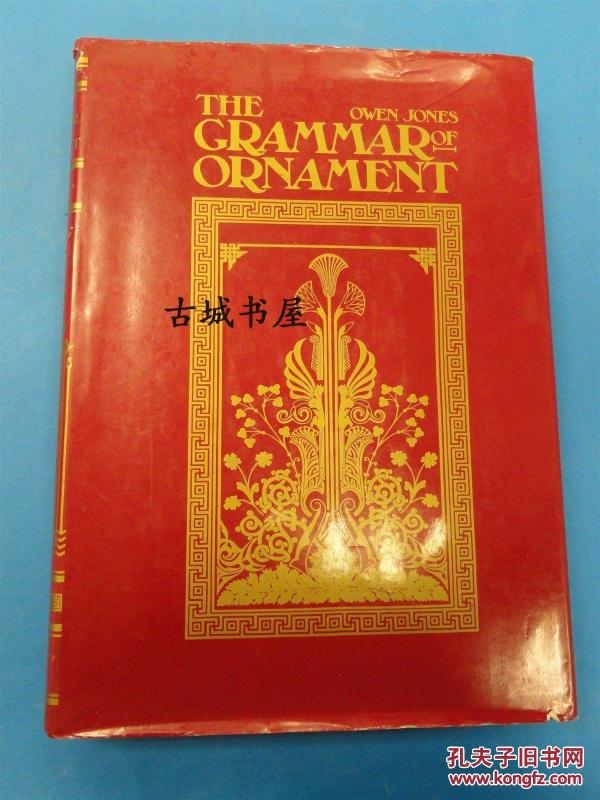 THE OWEN JONES
GRAMMAR OF
ORNAMENT
古城书屋
孔夫子旧书网
www.kongfz.com